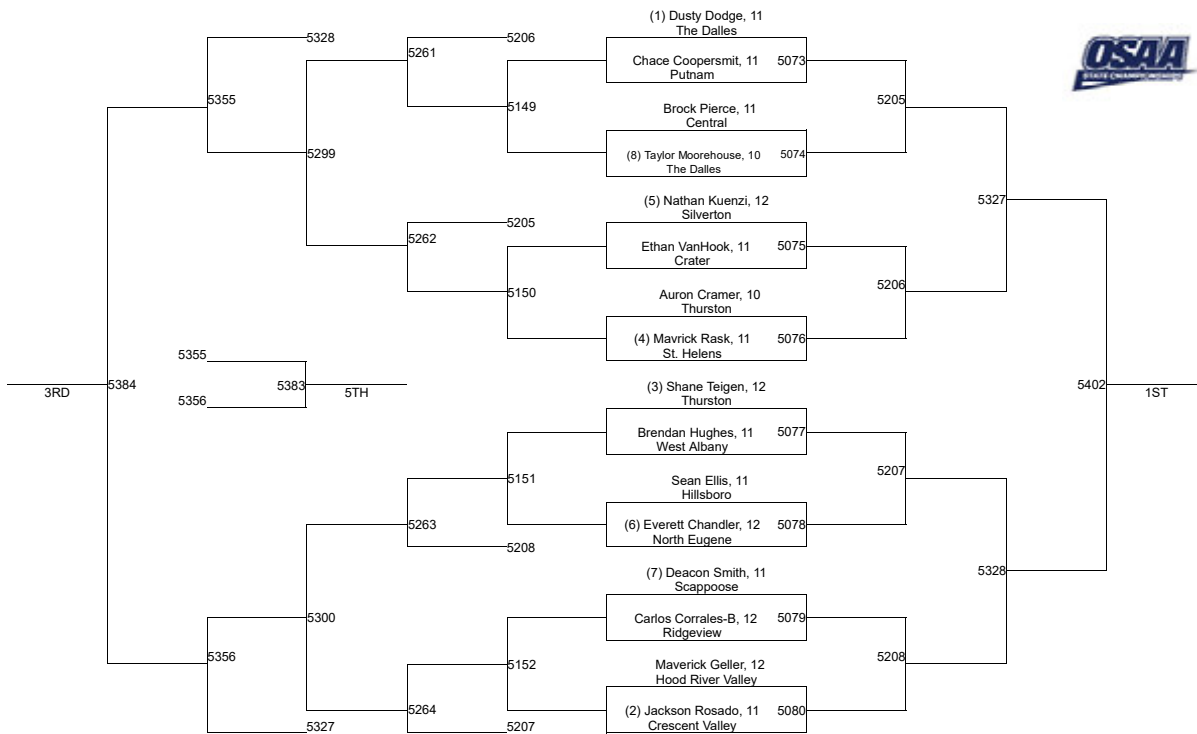 (1) Dusty Dodge, 11
The Dalles
5328
5206
5261
OSAA
STATE CHAMPIONSHIPS
Chace Coopersmit, 11 5073
Putnam
5355
5149
5205
Brock Pierce, 11
Central
5299
(8) Taylor Moorehouse, 10 5074
The Dalles
(5) Nathan Kuenzi, 12
Silverton
5327
5205
5262
Ethan VanHook, 11 5075
Crater
5150
5206
Auron Cramer, 10
Thurston
(4) Mavrick Rask, 11 5076
St. Helens
5355
3RD
5384
5383
5TH
(3) Shane Teigen, 12
Thurston
5402
1ST
5356
Brendan Hughes, 11 5077
West Albany
5151
5207
Sean Ellis, 11
Hillsboro
5263
(6) Everett Chandler, 12 5078
North Eugene
5208
(7) Deacon Smith, 11
Scappoose
5328
5300
Carlos Corrales-B, 12 5079
Ridgeview
5356
5152
5208
Maverick Geller, 12
Hood River Valley
5264
(2) Jackson Rosado, 11 5080
Crescent Valley
5327
5207